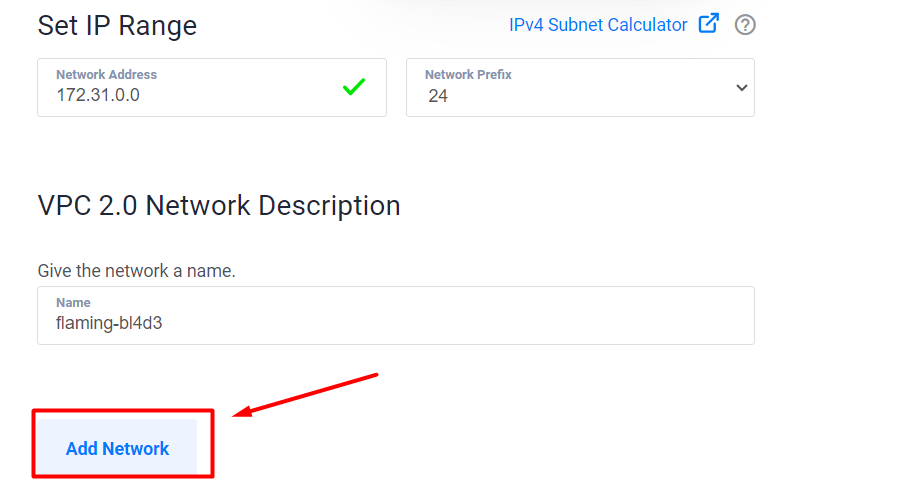 Set IP Range
IPv4 Subnet Calculator
Network Address
172.31.0.0
Network Prefix
24
VPC 2.0 Network Description
Give the network a name.
Name
flaming-bl4d3
Add Network